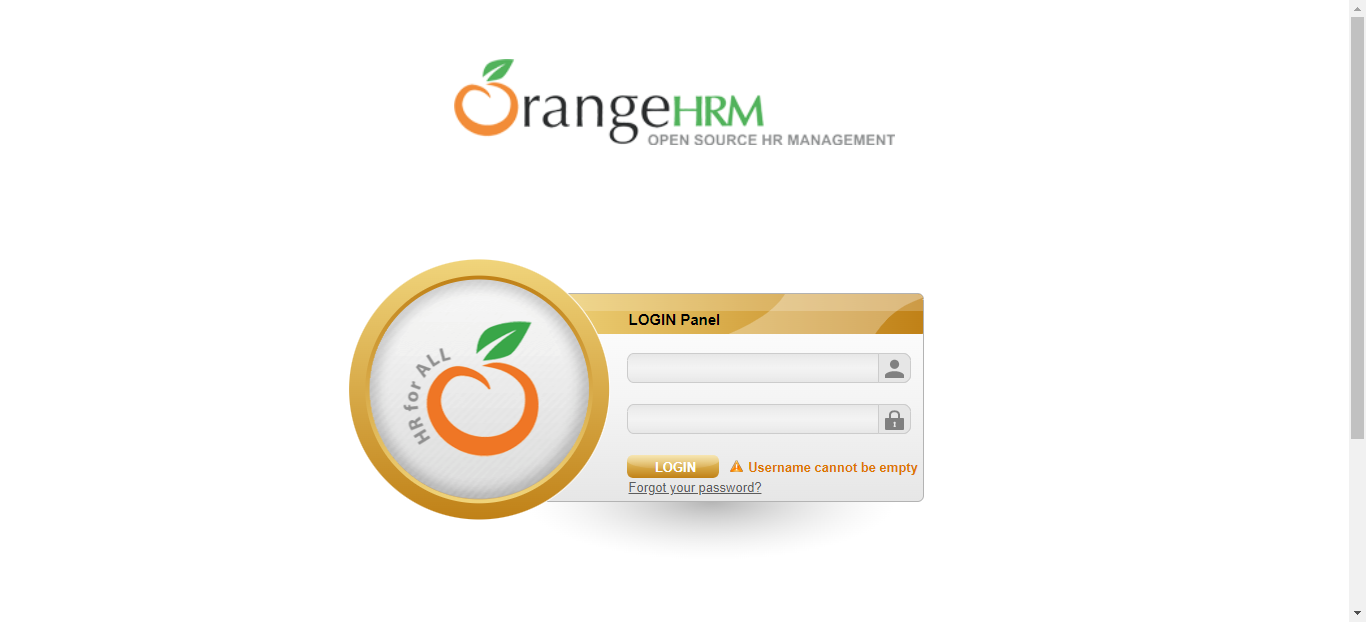 OrangeHRM
OPEN SOURCE HR MANAGEMENT
HR for ALL
LOGIN Panel
LOGIN
Username cannot be empty
Forgot your password?